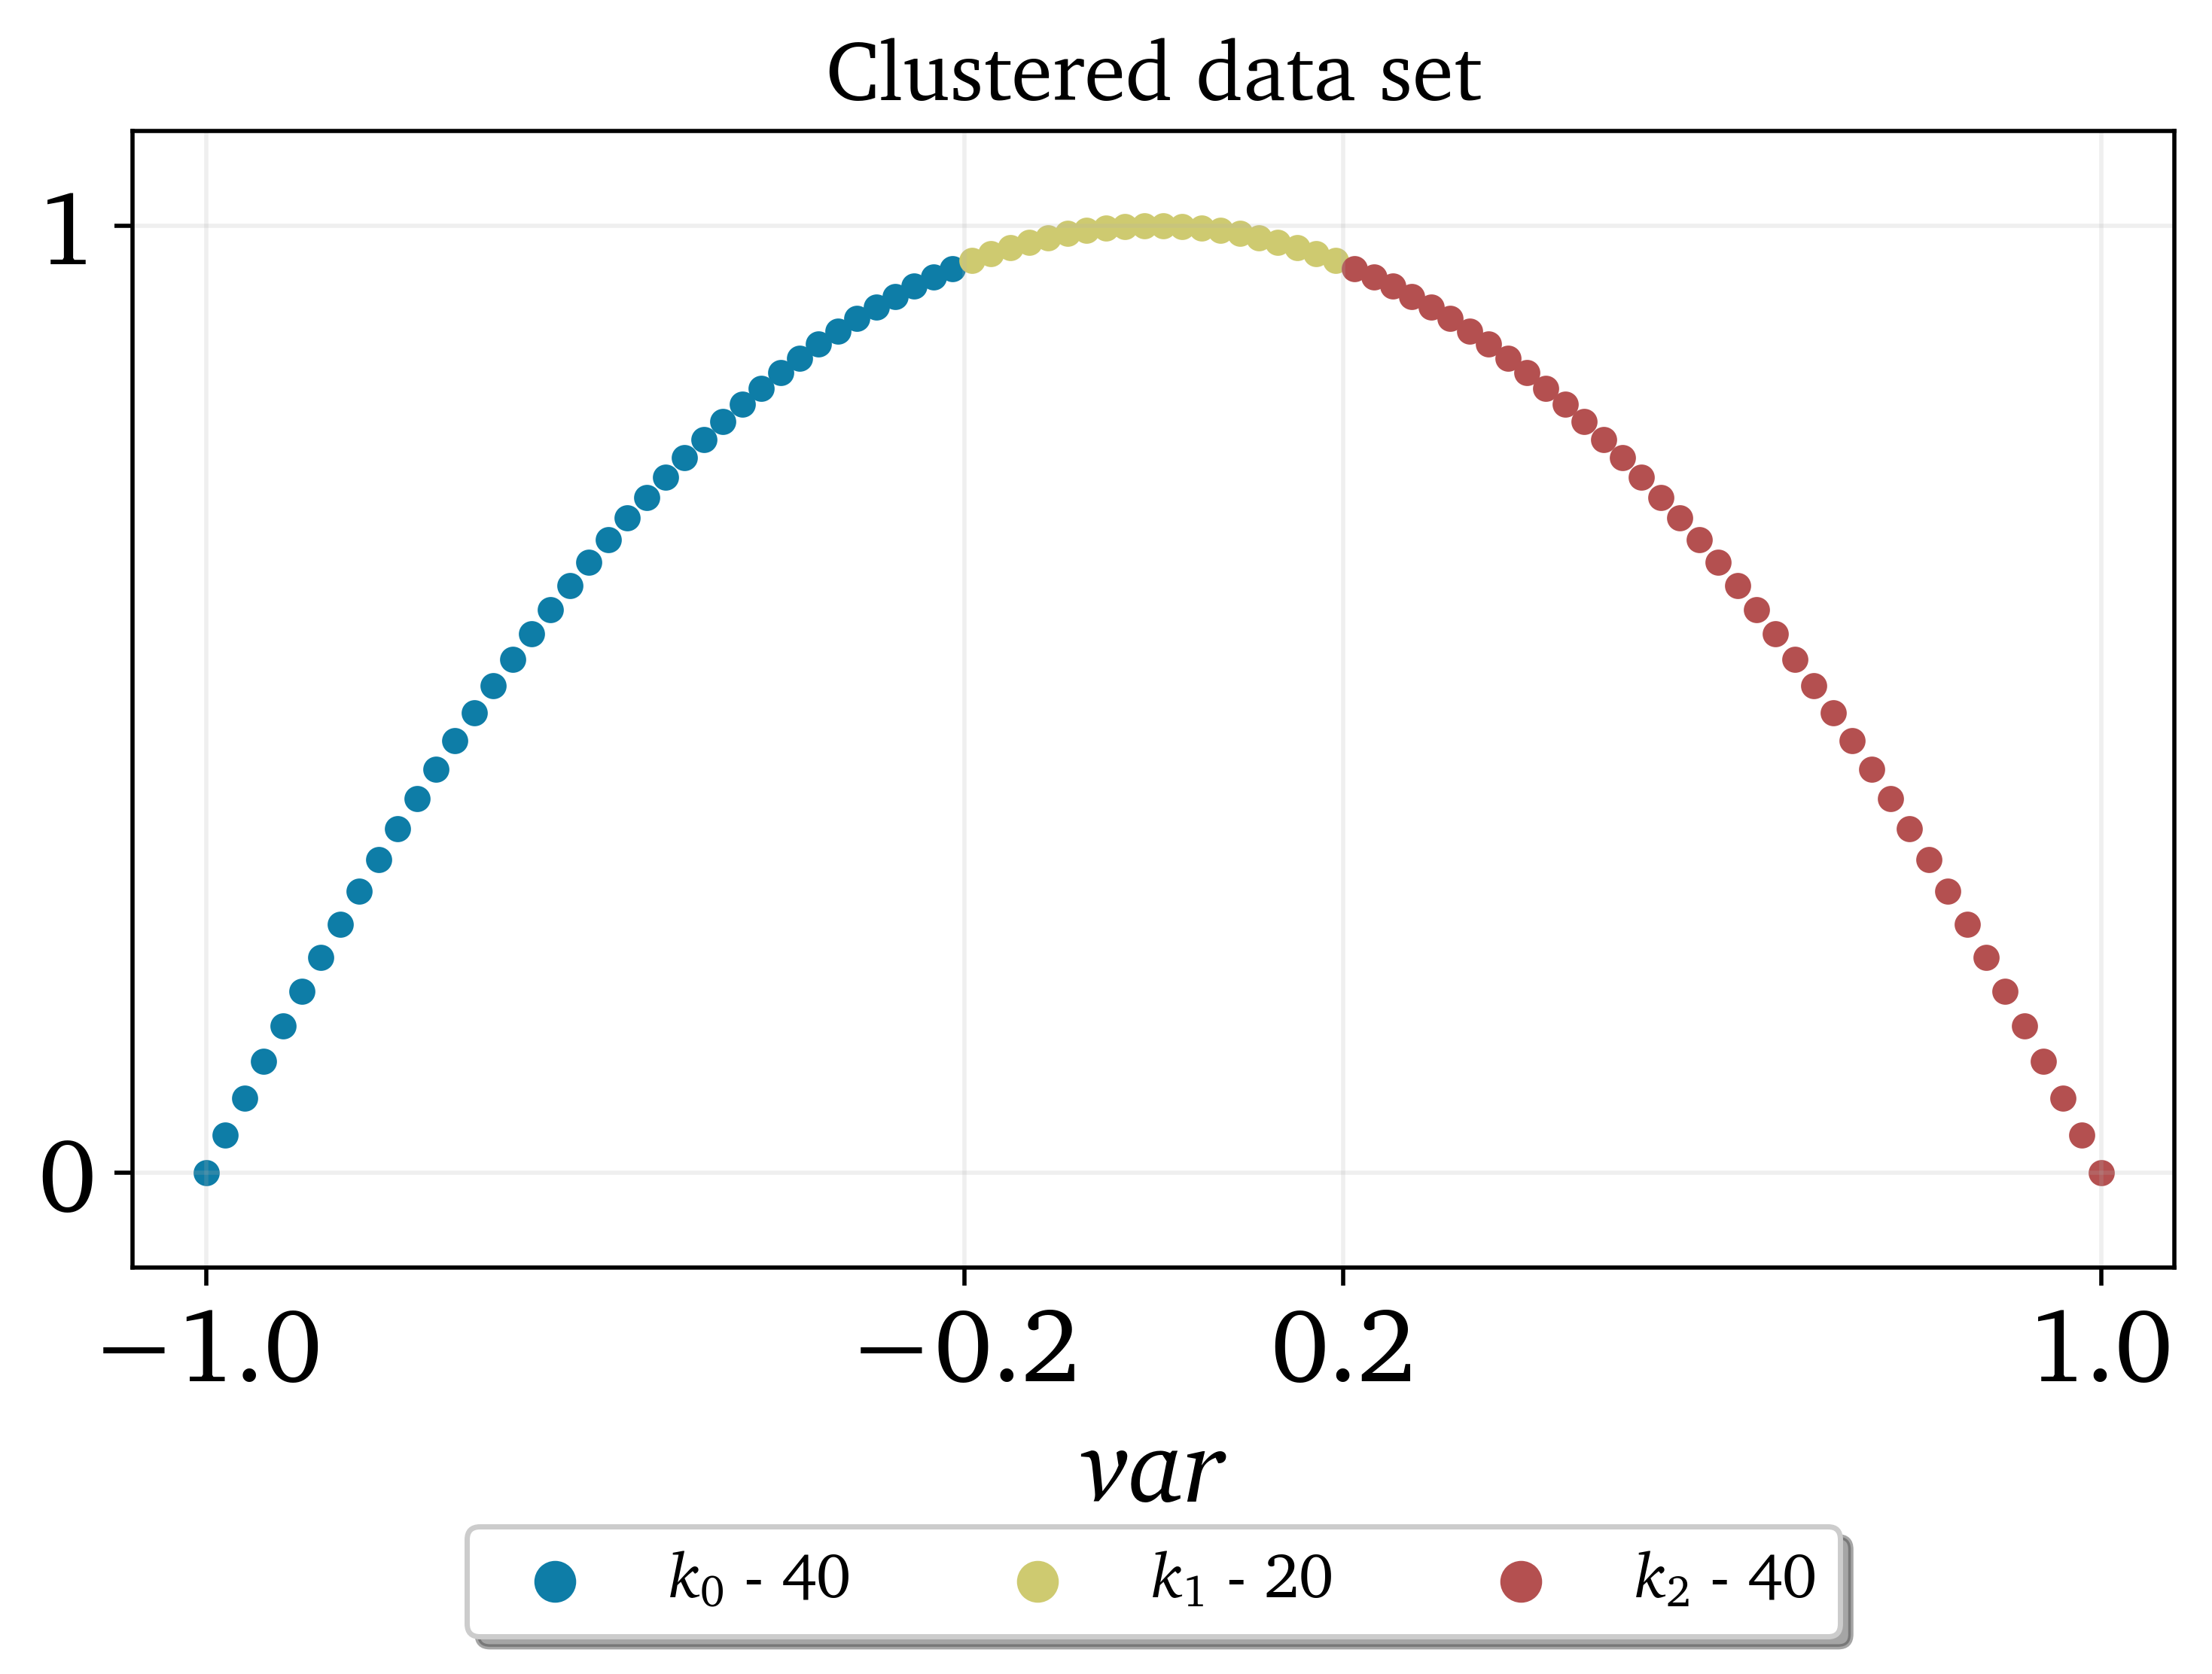 Clustered data set
1
0
−1.0 −0.2 0.2 1.0
var
k₀ - 40 k₁ - 20 k₂ - 40